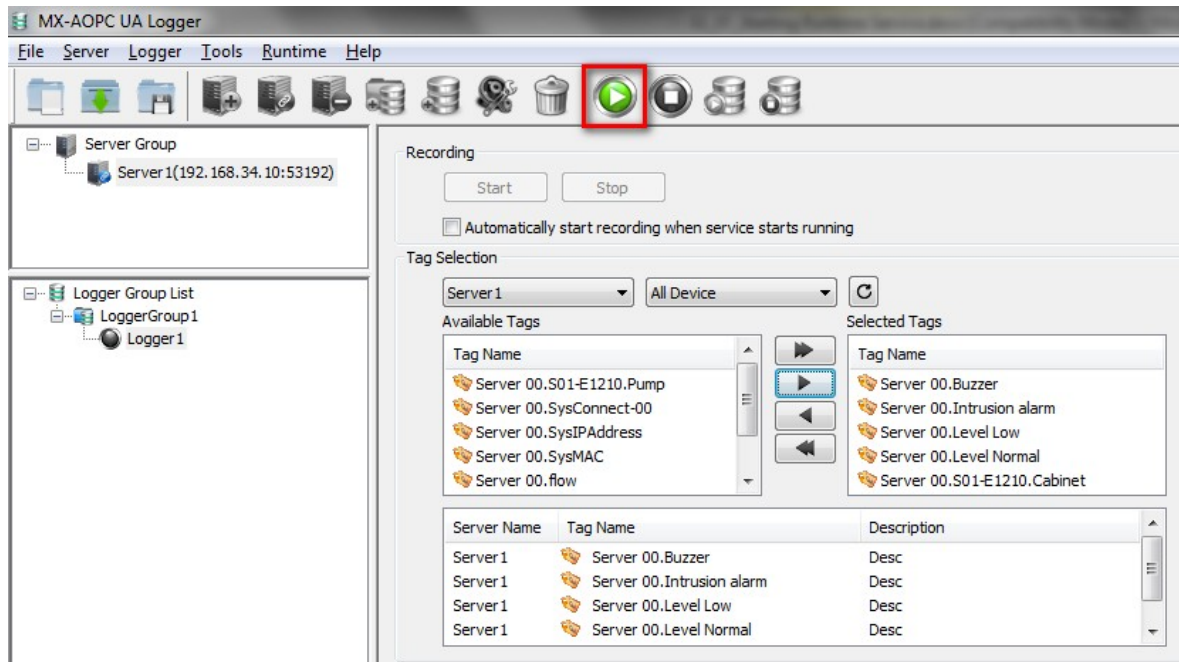 MX-AOPC UA Logger
File Server Logger Tools Runtime Help
Server Group
Server1(192.168.34.10:53192)
Logger Group List
LoggerGroup1
Logger1
Recording
Start Stop
Automatically start recording when service starts running
Tag Selection
Server1 All Device
Available Tags Selected Tags
Tag Name Tag Name
Server 00.S01-E1210.Pump Server 00.Buzzer
Server 00.SysConnect-00 Server 00.Intrusion alarm
Server 00.SysIPAddress Server 00.Level Low
Server 00.SysMAC Server 00.Level Normal
Server 00.flow Server 00.S01-E1210.Cabinet
Server Name Tag Name Description
Server1 Server 00.Buzzer Desc
Server1 Server 00.Intrusion alarm Desc
Server1 Server 00.Level Low Desc
Server1 Server 00.Level Normal Desc